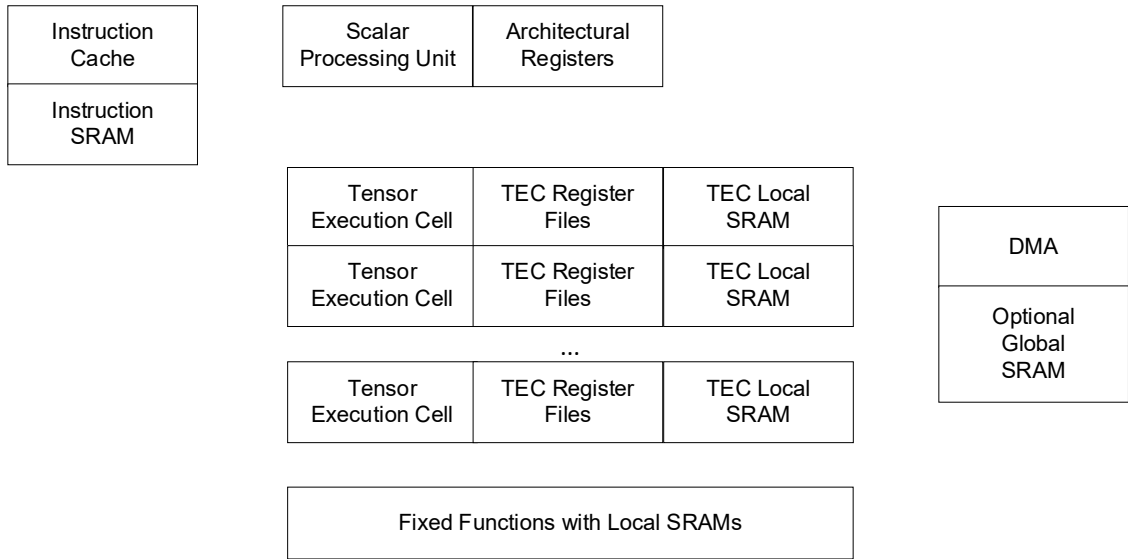 Instruction
Cache
Instruction
SRAM
Scalar
Processing Unit
Architectural
Registers
Tensor
Execution Cell
TEC Register
Files
TEC Local
SRAM
Tensor
Execution Cell
TEC Register
Files
TEC Local
SRAM
...
Tensor
Execution Cell
TEC Register
Files
TEC Local
SRAM
DMA
Optional
Global
SRAM
Fixed Functions with Local SRAMs